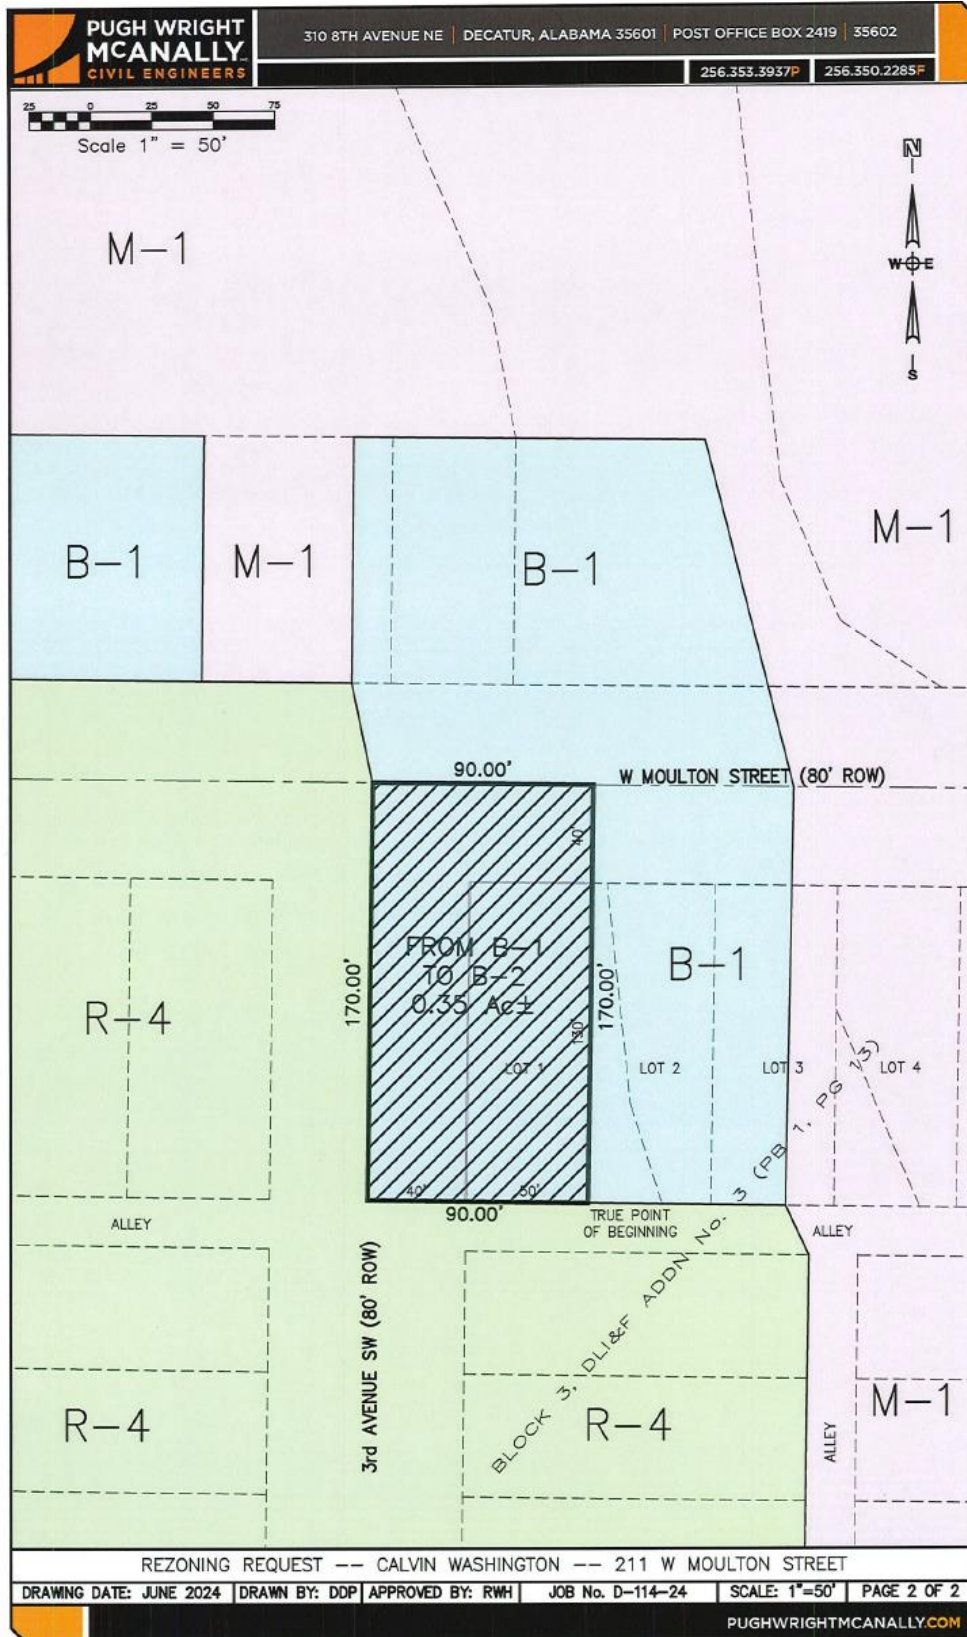 PUGH WRIGHT
MCANALLY INC.
CIVIL ENGINEERS
310 8TH AVENUE NE | DECATUR, ALABAMA 35601 | POST OFFICE BOX 2419 | 35602
256.353.3937P | 256.350.2285F
25 0 25 50 75
Scale 1" = 50'
N
W E
S
M-1
M-1
B-1
M-1
B-1
90.00'
W MOULTON STREET (80' ROW)
40'
FROM B-1
TO B-2
0.35 Ac±
170.00'
170.00'
130'
B-1
R-4
LOT 1
LOT 2
LOT 3
LOT 4
40'
50'
90.00'
TRUE POINT
OF BEGINNING
ALLEY
ALLEY
BLOCK 3, DLI&F ADDN No. 3 (PB 1, PG 13)
3rd AVENUE SW (80' ROW)
R-4
R-4
M-1
ALLEY
REZONING REQUEST -- CALVIN WASHINGTON -- 211 W MOULTON STREET
DRAWING DATE: JUNE 2024 | DRAWN BY: DDP | APPROVED BY: RWH | JOB No. D-114-24 | SCALE: 1"=50' | PAGE 2 OF 2
PUGHWRIGHTMCANALLY.COM